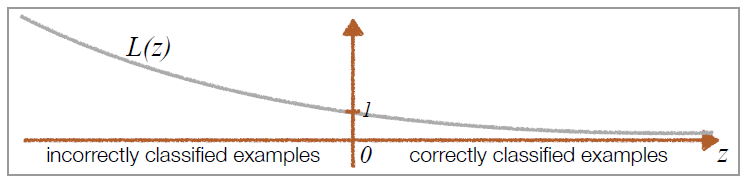 L(z)
1
incorrectly classified examples 0 correctly classified examples z